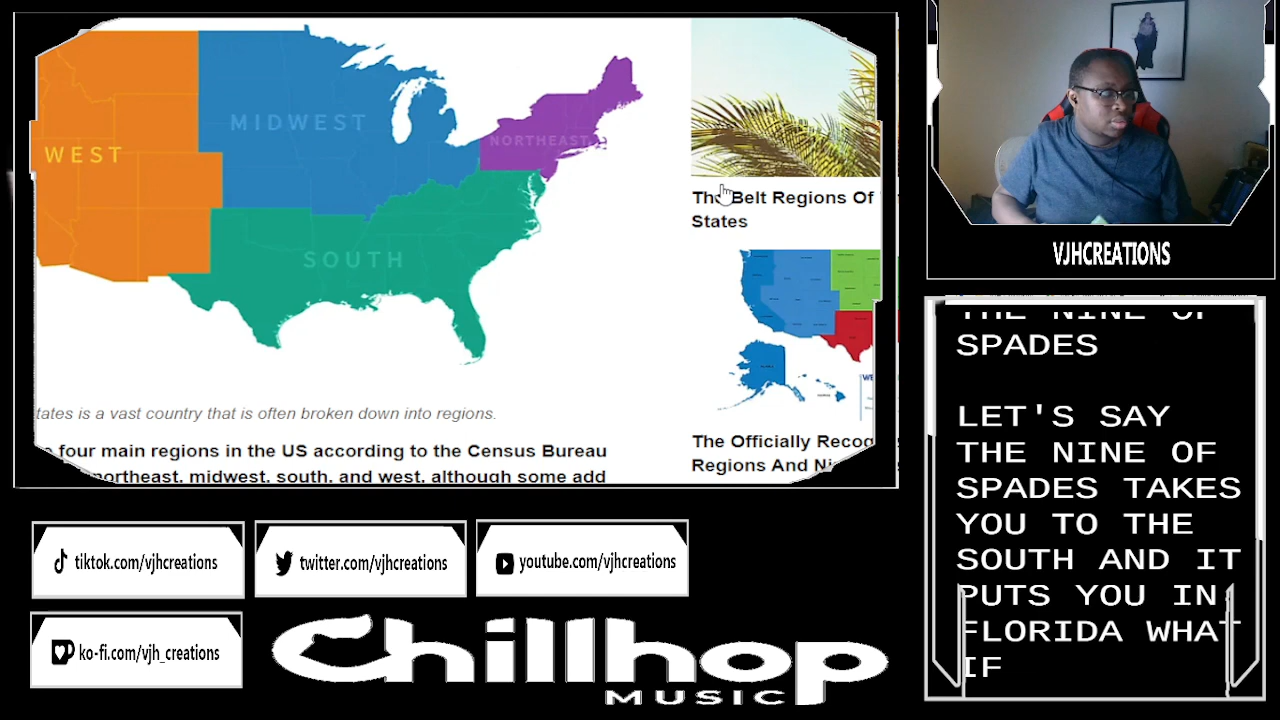 MIDWEST
NORTHEAST
WEST
SOUTH
tates is a vast country that is often broken down into regions.
four main regions in the US according to the Census Bureau
northeast, midwest, south, and west, although some add
The Belt Regions Of
States
The Officially Recog
Regions And Ni
VJHCREATIONS
THE NINE OF
SPADES
LET'S SAY
THE NINE OF
SPADES TAKES
YOU TO THE
SOUTH AND IT
PUTS YOU IN
FLORIDA WHAT
IF
tiktok.com/vjhcreations
twitter.com/vjhcreations
youtube.com/vjhcreations
ko-fi.com/vjh_creations
Chillhop
MUSIC